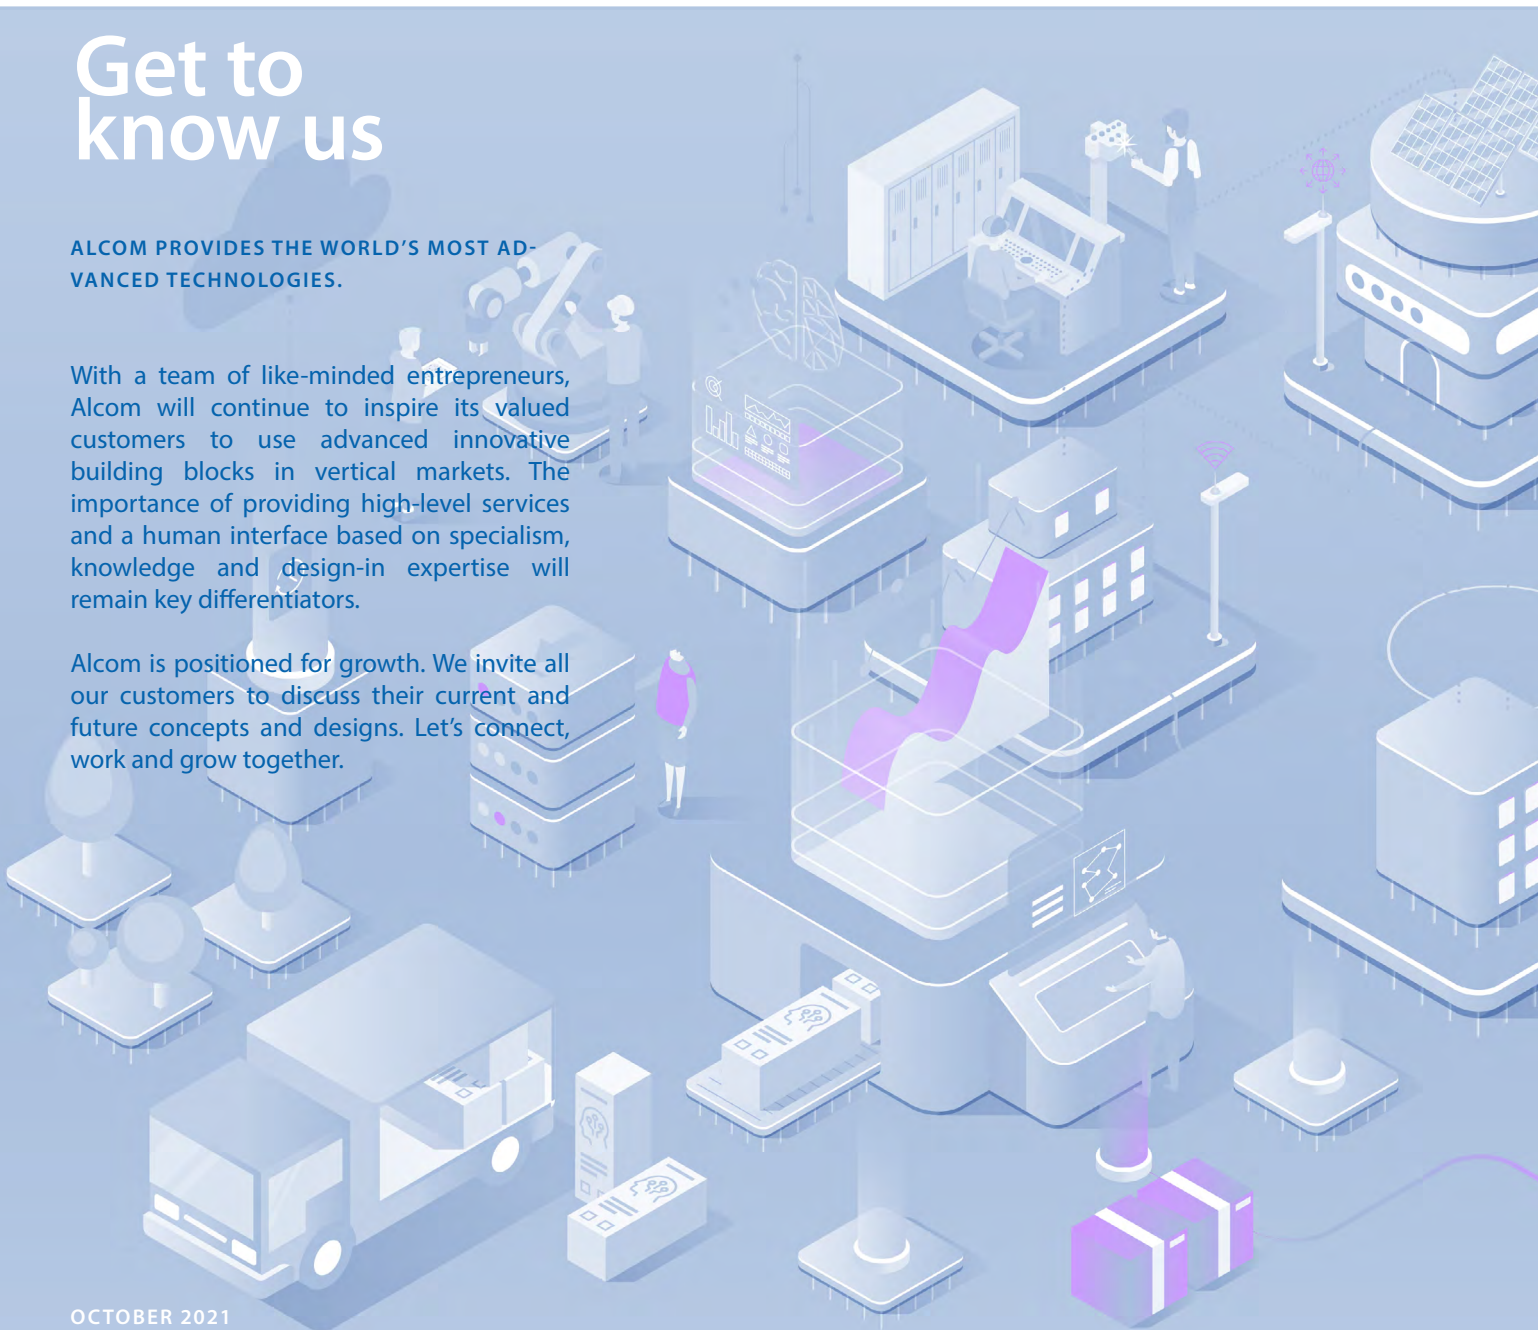 Get to
know us
ALCOM PROVIDES THE WORLD’S MOST AD-
VANCED TECHNOLOGIES.
With a team of like-minded entrepreneurs,
Alcom will continue to inspire its valued
customers to use advanced innovative
building blocks in vertical markets. The
importance of providing high-level services
and a human interface based on specialism,
knowledge and design-in expertise will
remain key differentiators.
Alcom is positioned for growth. We invite all
our customers to discuss their current and
future concepts and designs. Let’s connect,
work and grow together.
OCTOBER 2021